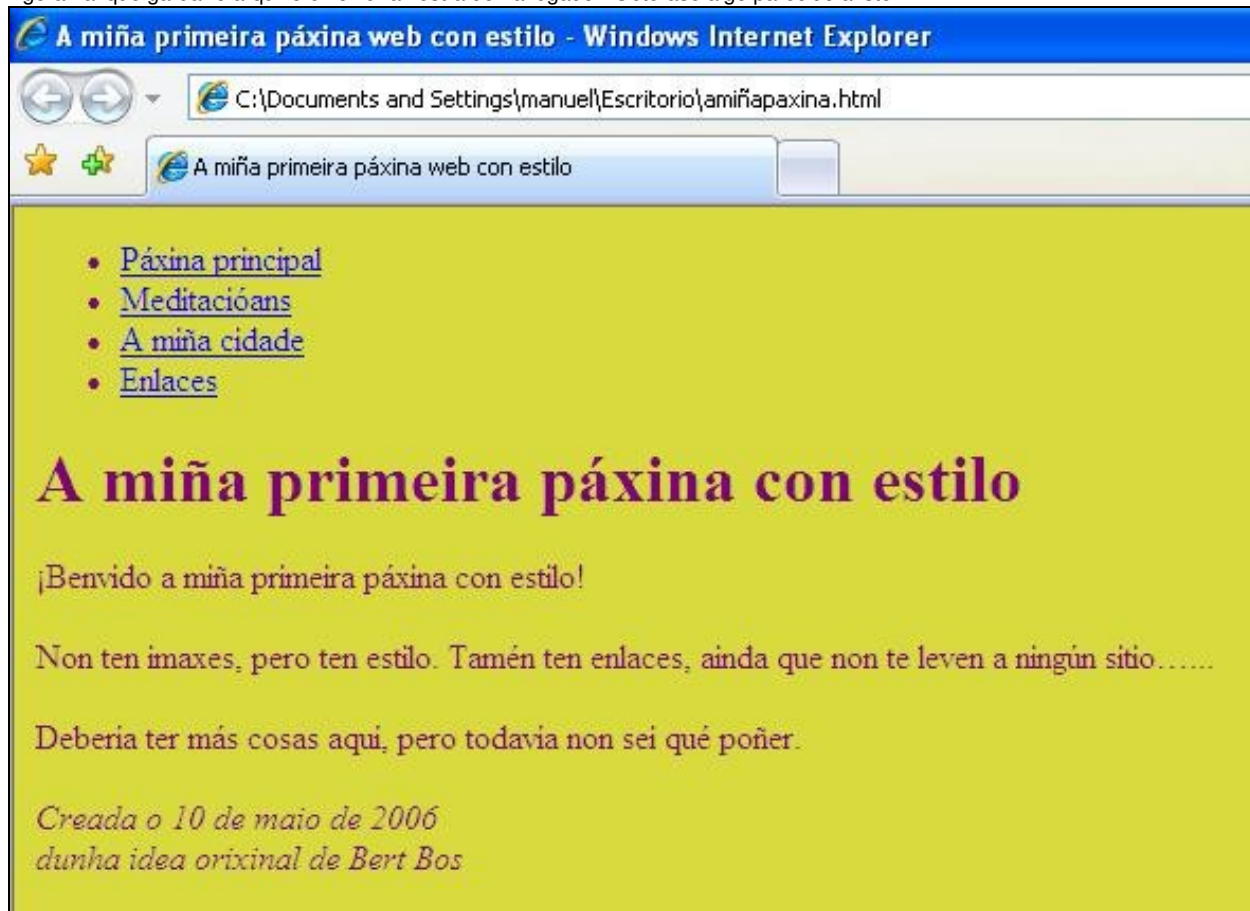 A miña primeira páxina web con estilo - Windows Internet Explorer
C:\Documents and Settings\manuel\Escritorio\amiñapaxina.html
A miña primeira páxina web con estilo
Páxina principal
Meditacióans
A miña cidade
Enlaces
A miña primeira páxina con estilo
¡Benvido a miña primeira páxina con estilo!
Non ten imaxes, pero ten estilo. Tamén ten enlaces, ainda que non te leven a ningún sitio…...
Deberia ter más cosas aqui, pero todavia non sei qué poñer.
Creada o 10 de maio de 2006
dunha idea orixinal de Bert Bos